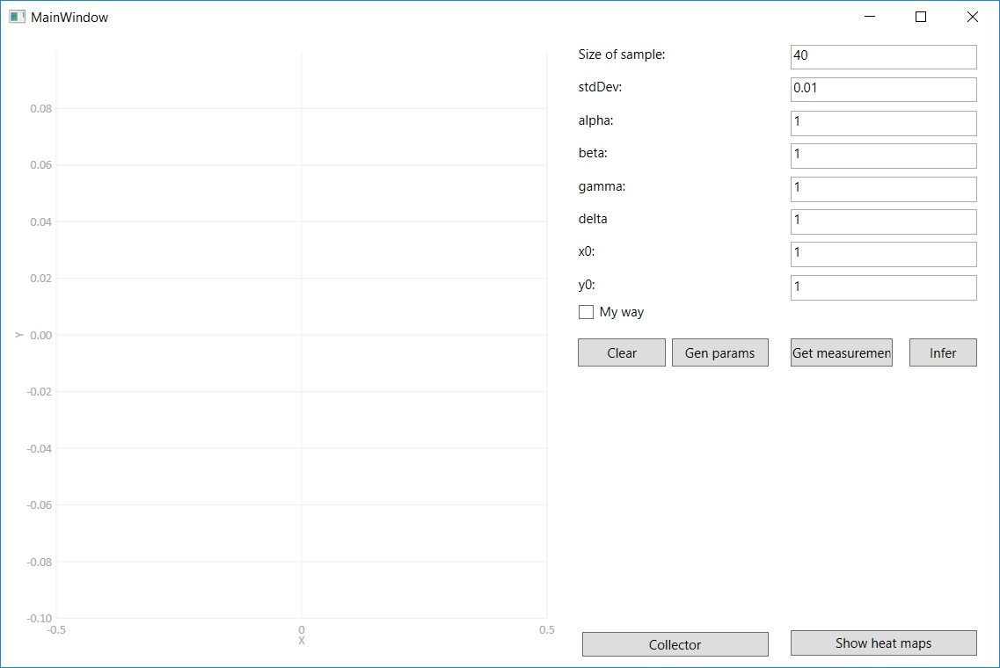 MainWindow
0.08
0.06
0.04
0.02
0.00
-0.02
-0.04
-0.06
-0.08
-0.10
Y
-0.5
0
0.5
X
Size of sample: 40
stdDev: 0.01
alpha: 1
beta: 1
gamma: 1
delta 1
x0: 1
y0: 1
My way
Clear Gen params Get measuremen Infer
Collector Show heat maps